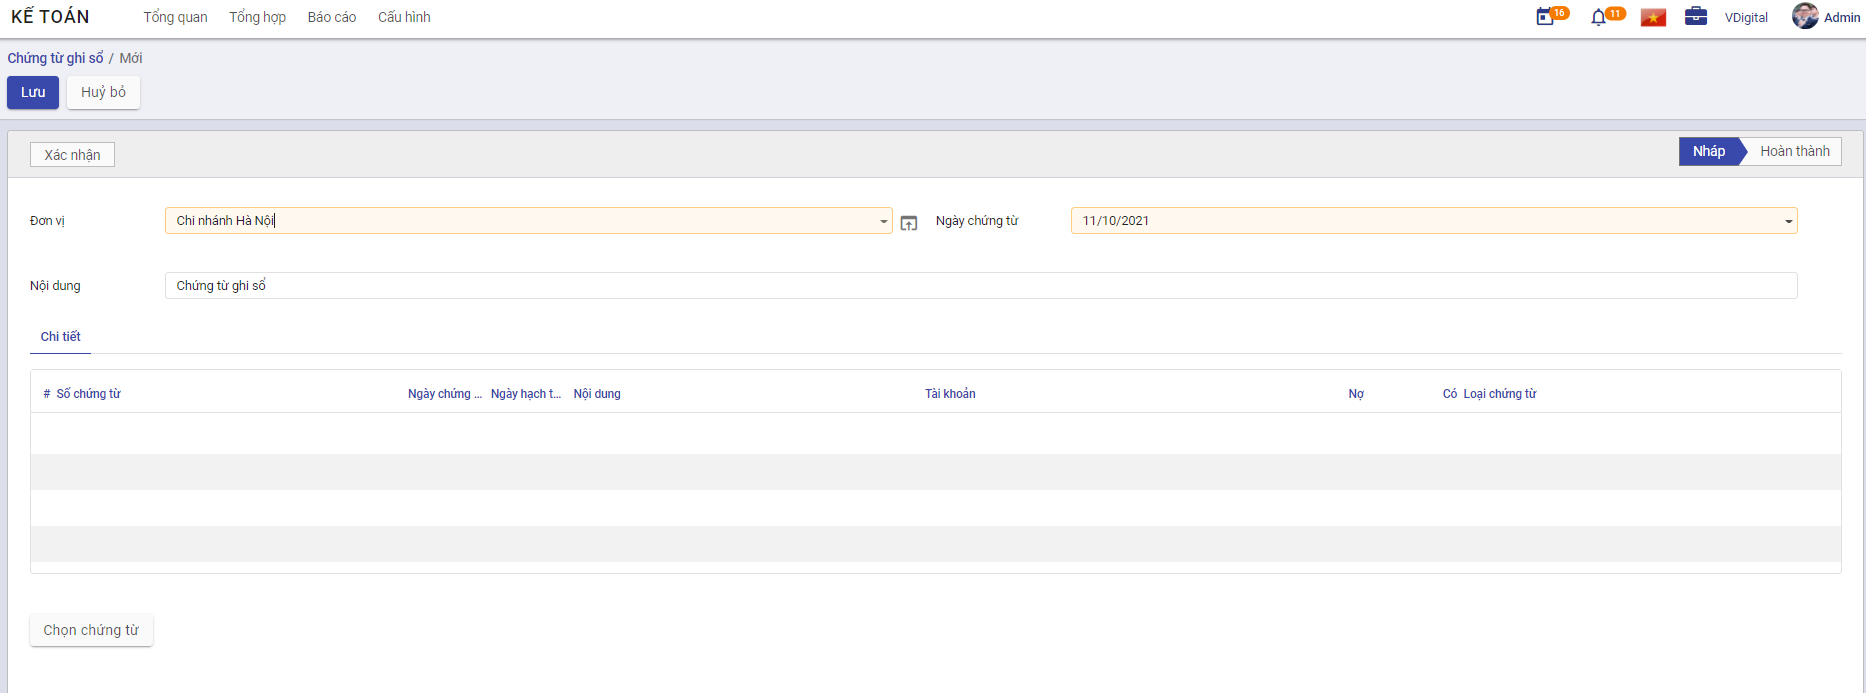 KẾ TOÁN Tổng quan Tổng hợp Báo cáo Cấu hình 16 11 VDigital Admin
Chứng từ ghi sổ / Mới
Lưu Huỷ bỏ
Xác nhận Nháp Hoàn thành
Đơn vị Chi nhánh Hà Nội Ngày chứng từ 11/10/2021
Nội dung Chứng từ ghi sổ
Chi tiết
# Số chứng từ Ngày chứng ... Ngày hạch t... Nội dung Tài khoản Nợ Có Loại chứng từ
Chọn chứng từ